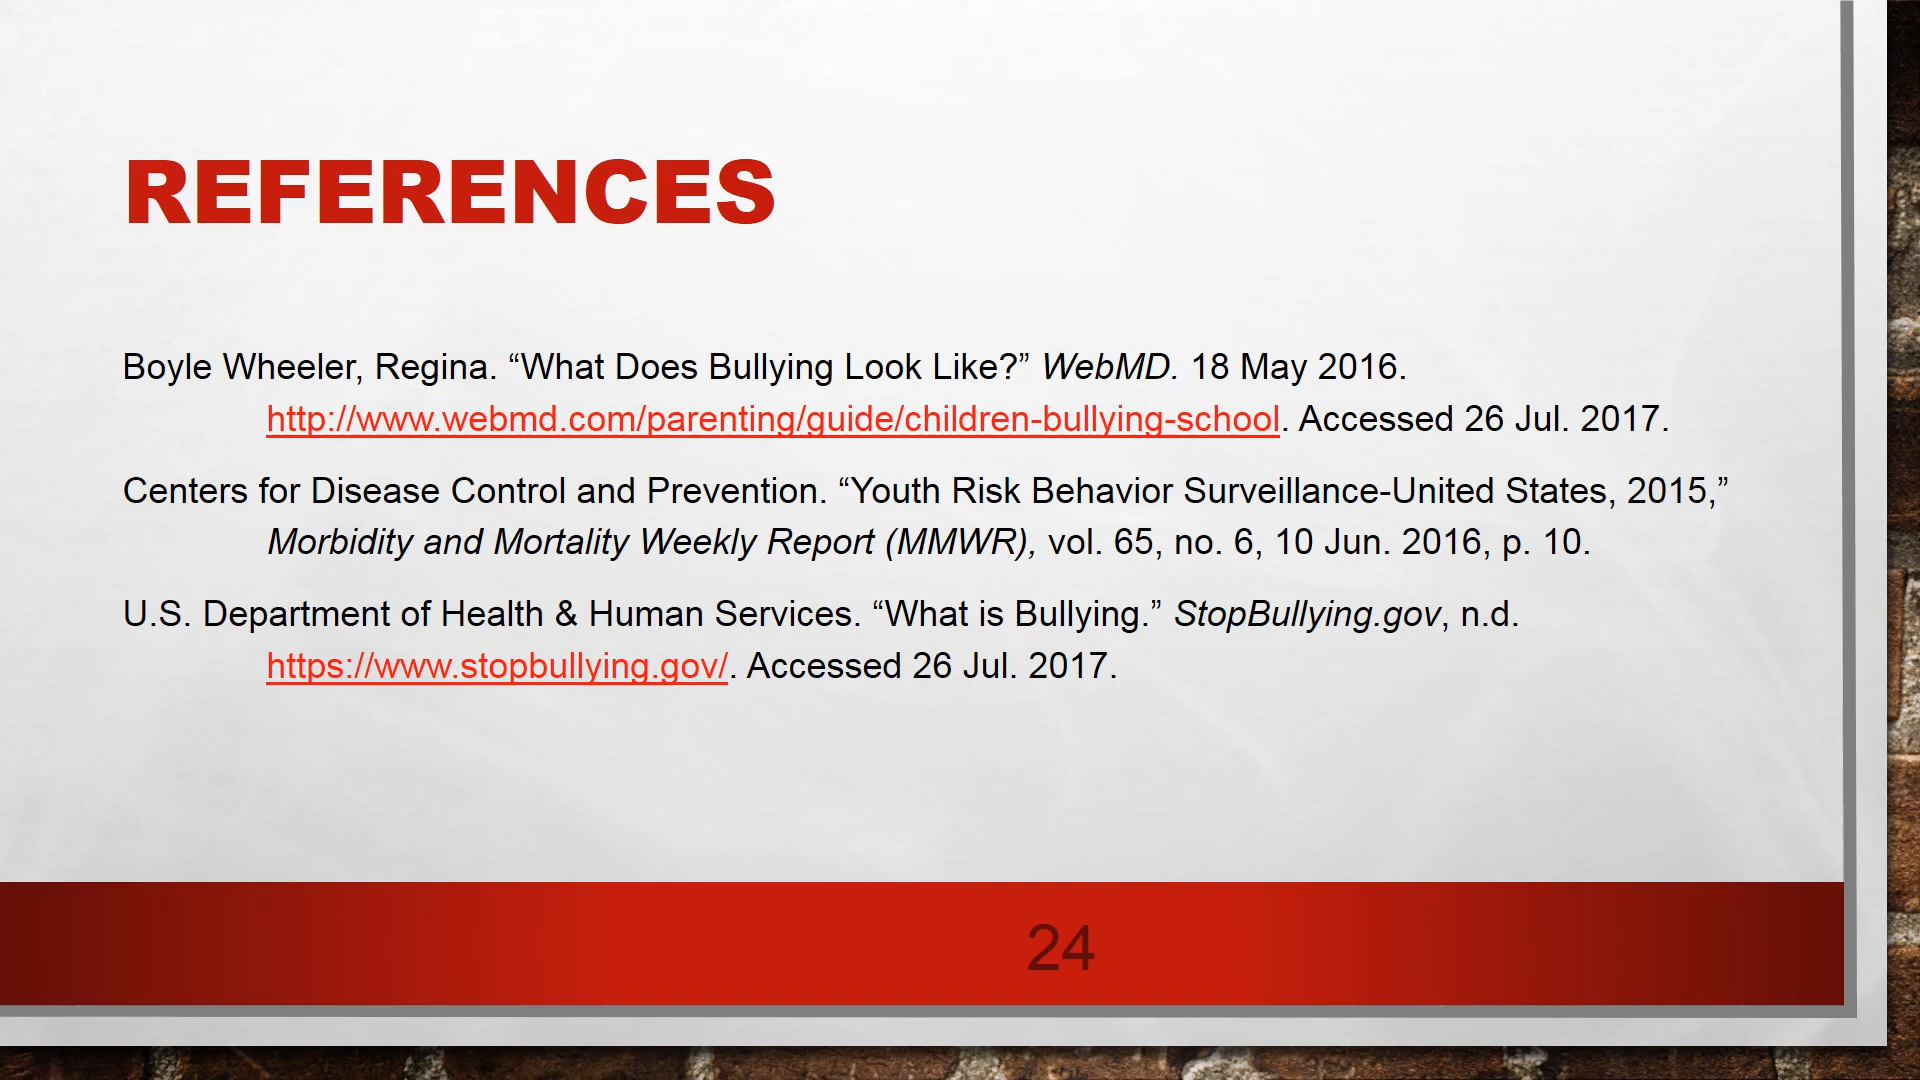 REFERENCES
Boyle Wheeler, Regina. “What Does Bullying Look Like?” WebMD. 18 May 2016.
http://www.webmd.com/parenting/guide/children-bullying-school. Accessed 26 Jul. 2017.
Centers for Disease Control and Prevention. “Youth Risk Behavior Surveillance-United States, 2015,”
Morbidity and Mortality Weekly Report (MMWR), vol. 65, no. 6, 10 Jun. 2016, p. 10.
U.S. Department of Health & Human Services. “What is Bullying.” StopBullying.gov, n.d.
https://www.stopbullying.gov/. Accessed 26 Jul. 2017.
24